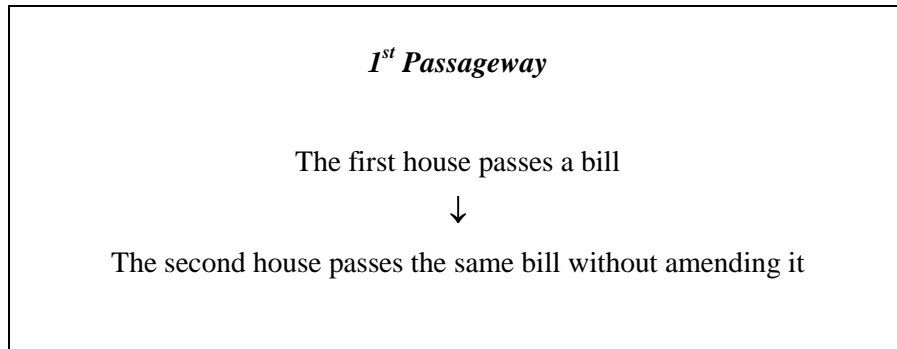 1st Passageway
The first house passes a bill
↓
The second house passes the same bill without amending it